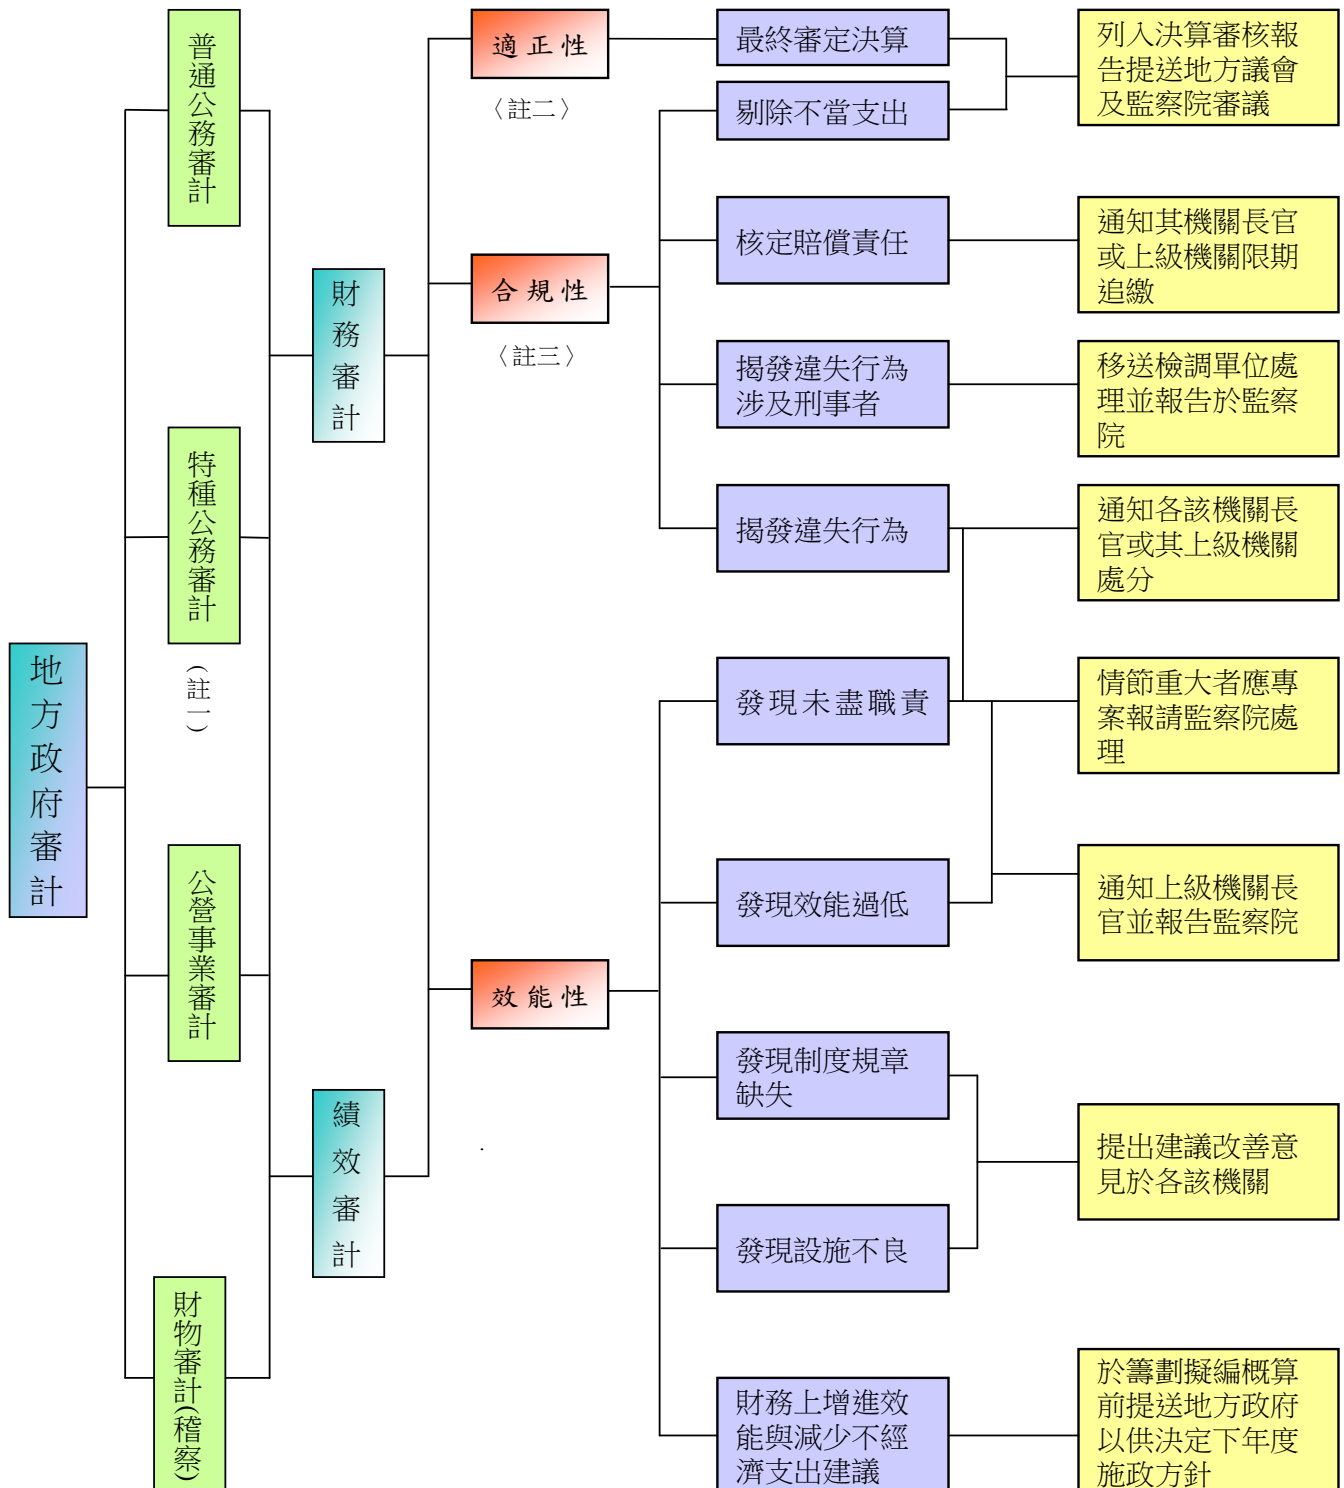 地方政府審計
普通公務審計
特種公務審計
(註一)
公營事業審計
財物審計(稽察)
財務審計
績效審計
適正性
〈註二〉
合規性
〈註三〉
效能性
最終審定決算
剔除不當支出
核定賠償責任
揭發違失行為
涉及刑事者
揭發違失行為
發現未盡職責
發現效能過低
發現制度規章
缺失
發現設施不良
財務上增進效
能與減少不經
濟支出建議
列入決算審核報
告提送地方議會
及監察院審議
通知其機關長官
或上級機關限期
追繳
移送檢調單位處
理並報告於監察
院
通知各該機關長
官或其上級機關
處分
情節重大者應專
案報請監察院處
理
通知上級機關長
官並報告監察院
提出建議改善意
見於各該機關
於籌劃擬編概算
前提送地方政府
以供決定下年度
施政方針